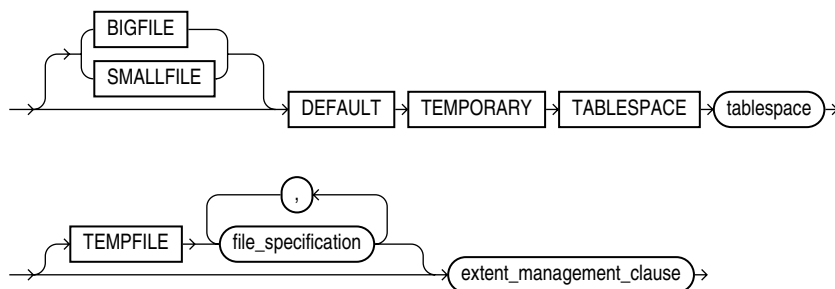 BIGFILE
SMALLFILE
DEFAULT TEMPORARY TABLESPACE tablespace
,
TEMPFILE file_specification
extent_management_clause